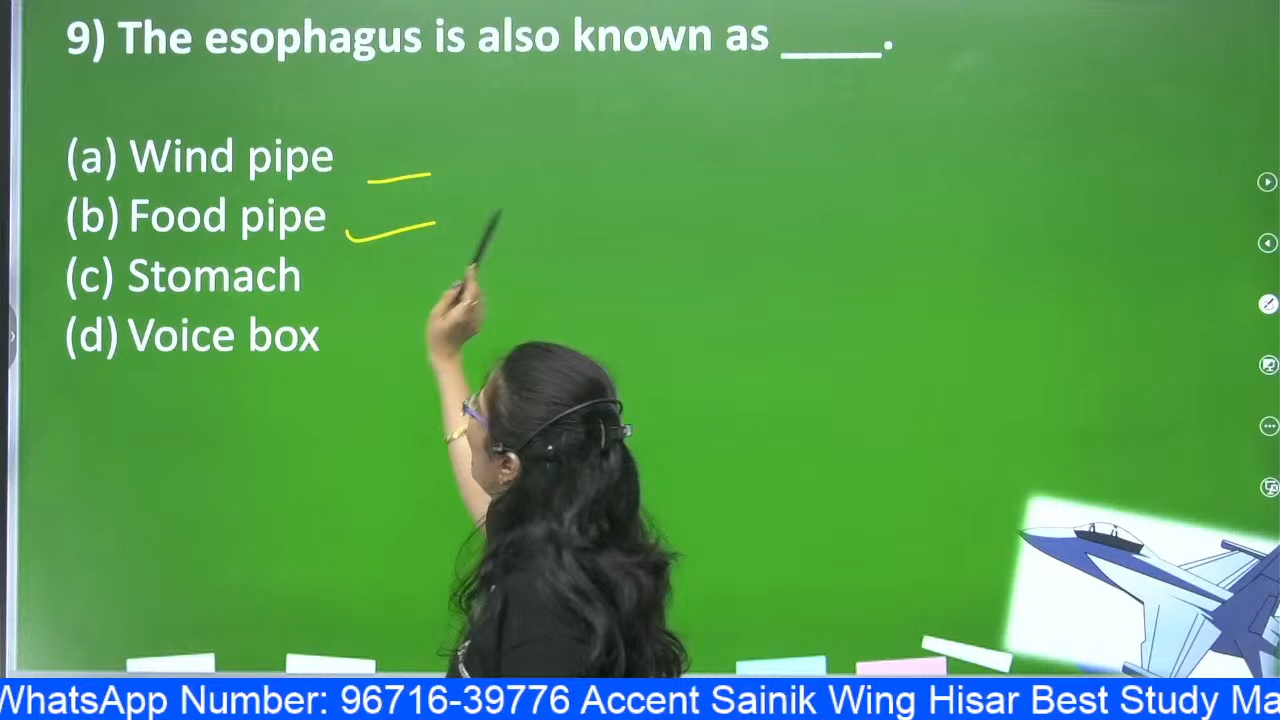 9) The esophagus is also known as _____.
(a) Wind pipe
(b) Food pipe
(c) Stomach
(d) Voice box
WhatsApp Number: 96716-39776 Accent Sainik Wing Hisar Best Study Ma